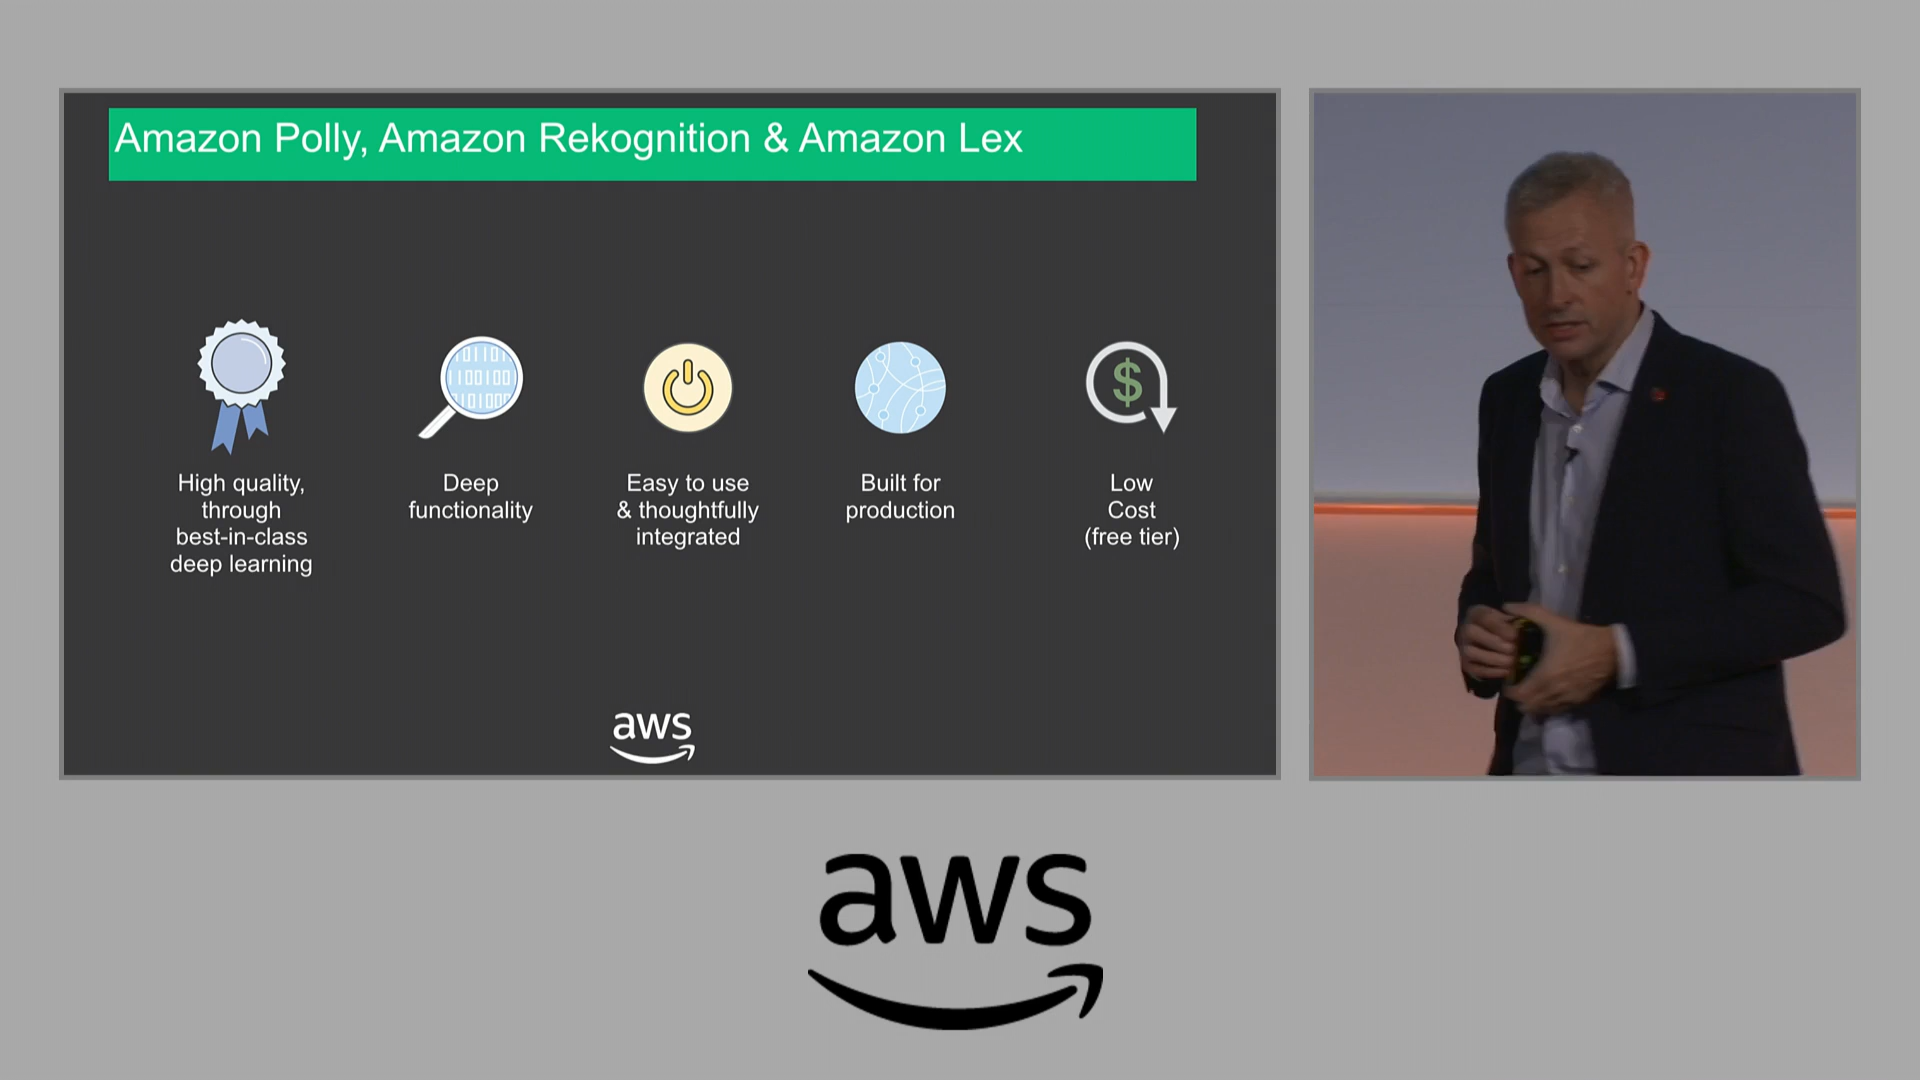 Amazon Polly, Amazon Rekognition & Amazon Lex
High quality,
through
best-in-class
deep learning
Deep
functionality
Easy to use
& thoughtfully
integrated
Built for
production
Low
Cost
(free tier)
aws
aws